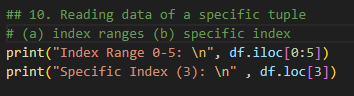 ## 10. Reading data of a specific tuple
# (a) index ranges (b) specific index
print("Index Range 0-5: \n", df.iloc[0:5])
print("Specific Index (3): \n" , df.loc[3])